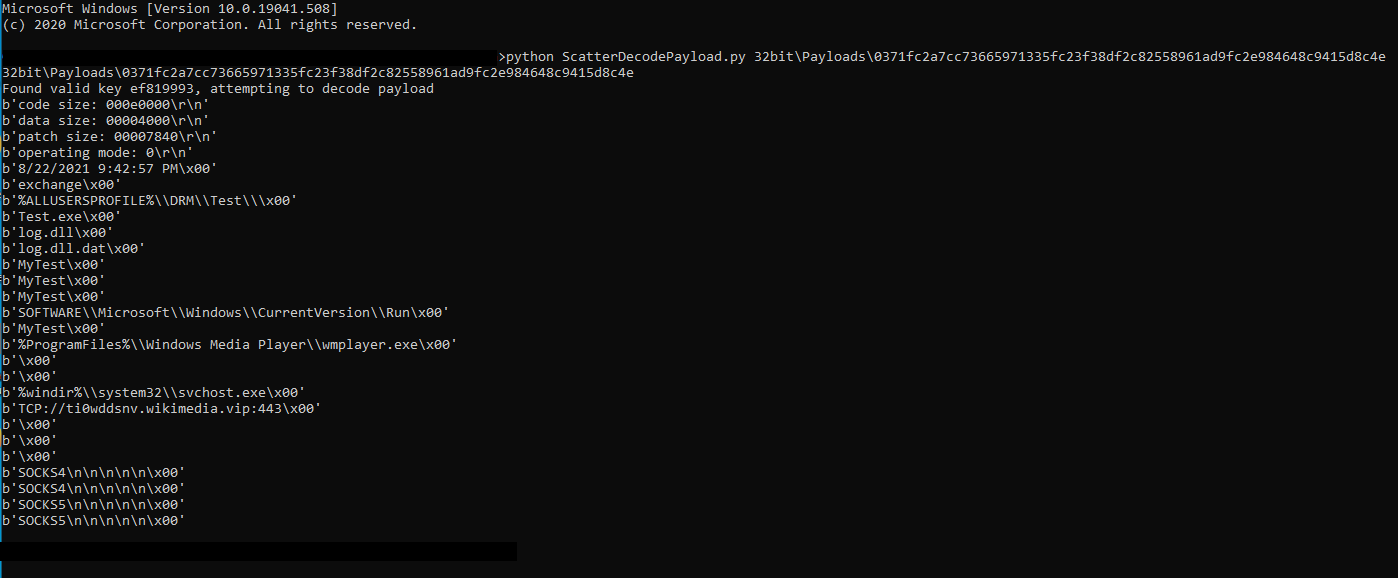 Microsoft Windows [Version 10.0.19041.508]
(c) 2020 Microsoft Corporation. All rights reserved.
>python ScatterDecodePayload.py 32bit\Payloads\0371fc2a7cc73665971335fc23f38df2c82558961ad9fc2e984648c9415d8c4e
32bit\Payloads\0371fc2a7cc73665971335fc23f38df2c82558961ad9fc2e984648c9415d8c4e
Found valid key ef819993, attempting to decode payload
b'code size: 000e0000\r\n'
b'data size: 00004000\r\n'
b'patch size: 00007840\r\n'
b'operating mode: 0\r\n'
b'8/22/2021 9:42:57 PM\x00'
b'exchange\x00'
b'%ALLUSERSPROFILE%\\DRM\\Test\\\x00'
b'Test.exe\x00'
b'log.dll\x00'
b'log.dll.dat\x00'
b'MyTest\x00'
b'MyTest\x00'
b'MyTest\x00'
b'SOFTWARE\\Microsoft\\Windows\\CurrentVersion\\Run\x00'
b'MyTest\x00'
b'%ProgramFiles%\\Windows Media Player\\wmplayer.exe\x00'
b'\x00'
b'\x00'
b'%windir%\\system32\\svchost.exe\x00'
b'TCP://ti0wddsnv.wikimedia.vip:443\x00'
b'\x00'
b'\x00'
b'\x00'
b'SOCKS4\n\n\n\n\n\x00'
b'SOCKS4\n\n\n\n\n\x00'
b'SOCKS5\n\n\n\n\n\x00'
b'SOCKS5\n\n\n\n\n\x00'